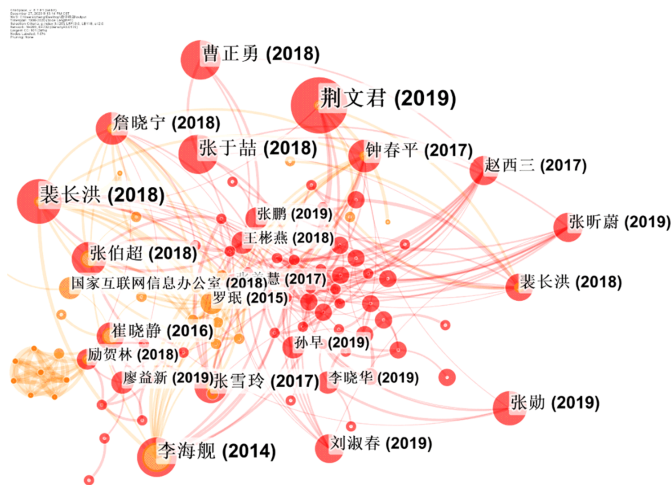 曹正勇 (2018)
荆文君 (2019)
詹晓宁 (2018)
张于喆 (2018)
钟春平 (2017)
赵西三 (2017)
裴长洪 (2018)
张鹏 (2019)
张昕蔚 (2019)
王彬燕 (2018)
张伯超 (2018)
国家互联网信息办公室 (2018)
慧 (2017)
裴长洪 (2018)
罗珉 (2015)
崔晓静 (2016)
孙早 (2019)
励贺林 (2018)
廖益新 (2019)
张雪玲 (2017)
李晓华 (2019)
张勋 (2019)
李海舰 (2014)
刘淑春 (2019)